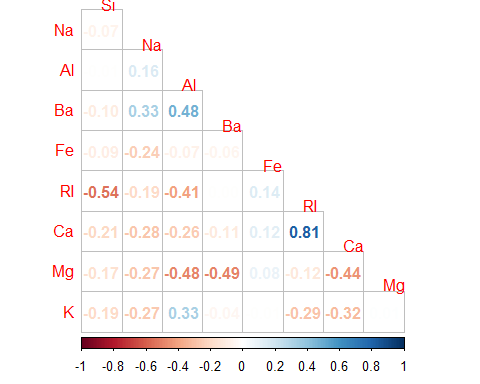 Si
Na -0.07 Na
Al 0.16 Al
Ba -0.10 0.33 0.48 Ba
Fe -0.09 -0.24 -0.07 -0.06 Fe
RI -0.54 -0.19 -0.41 0.14 RI
Ca -0.21 -0.28 -0.26 -0.11 0.12 0.81 Ca
Mg -0.17 -0.27 -0.48 -0.49 0.08 -0.12 -0.44 Mg
K -0.19 -0.27 0.33 -0.04 -0.29 -0.32
-1 -0.8 -0.6 -0.4 -0.2 0 0.2 0.4 0.6 0.8 1